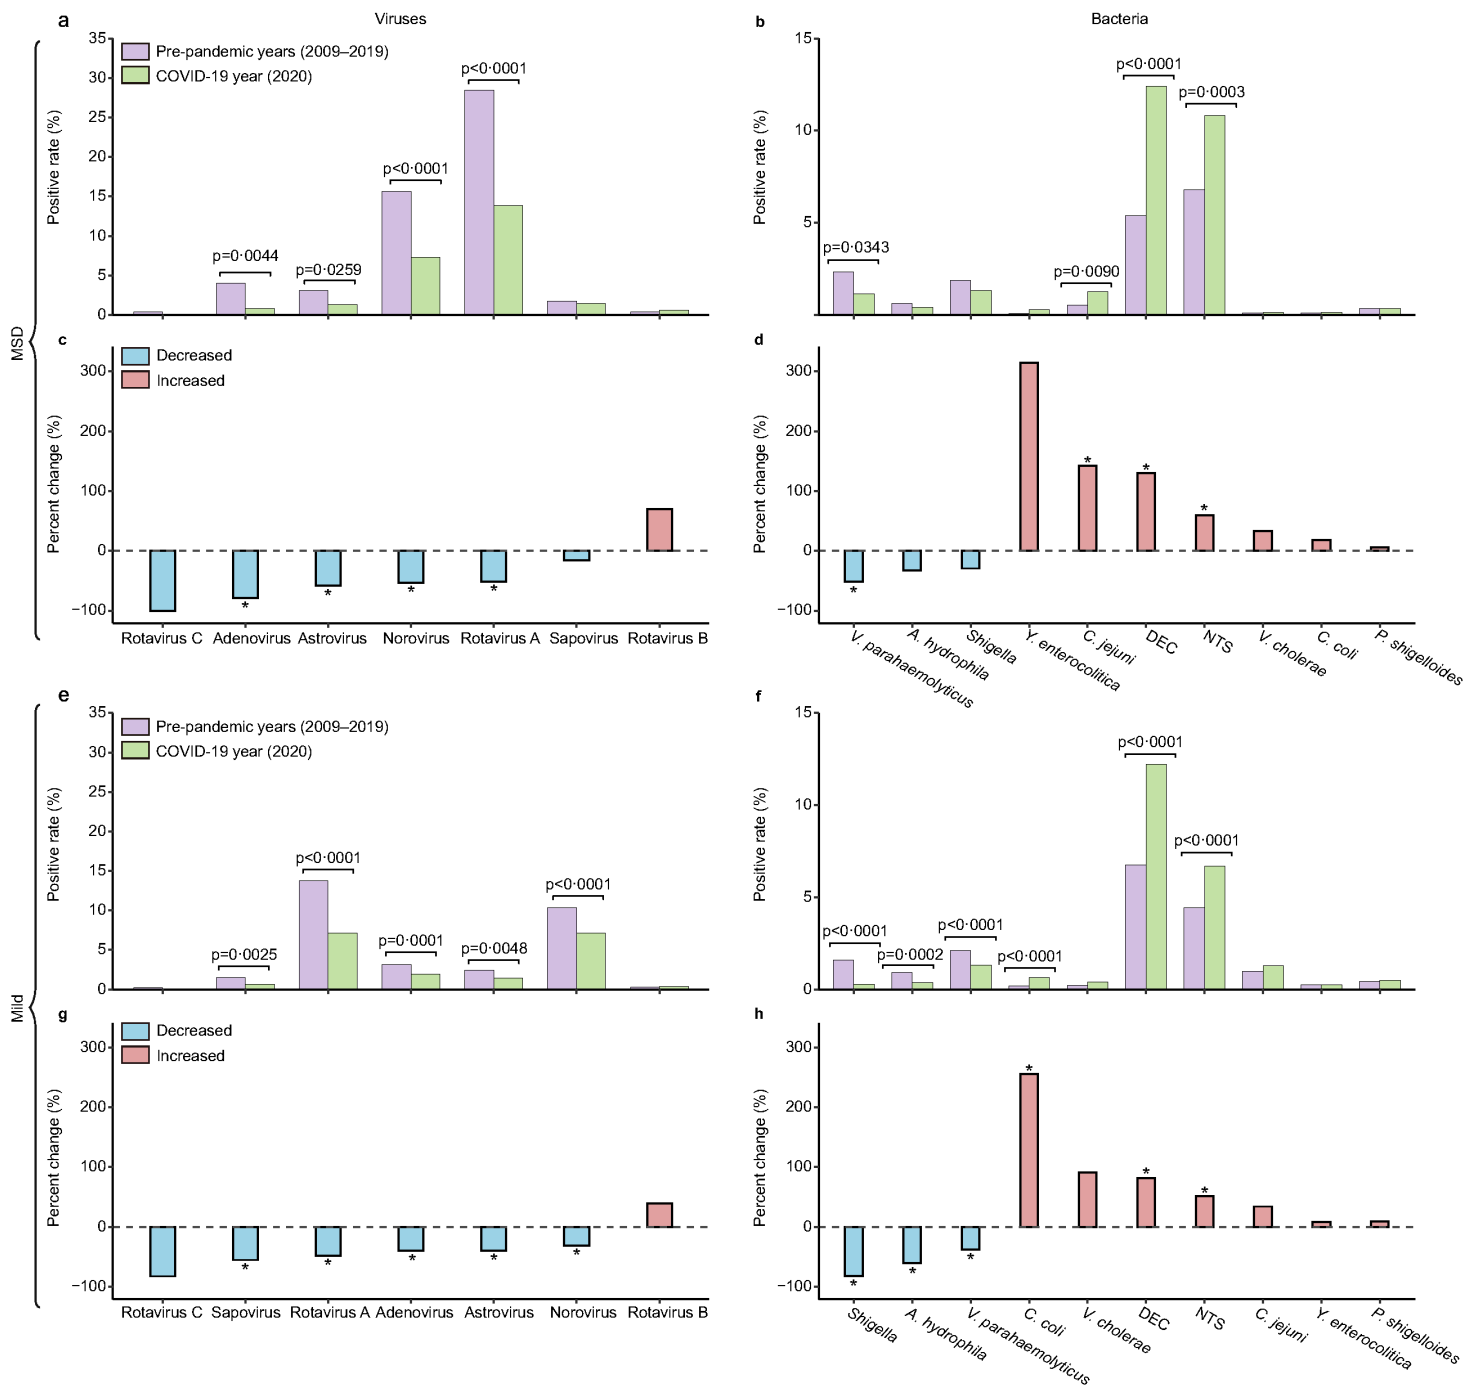 a Viruses
35
30
25
20
15
10
5
0
Positive rate (%)
Pre-pandemic years (2009–2019)
COVID-19 year (2020)
p=0·0044
p=0·0259
p<0·0001
p<0·0001
b Bacteria
15
10
5
Positive rate (%)
p=0·0343
p=0·0090
p<0·0001
p=0·0003
MSD
c
300
200
100
0
−100
Percent change (%)
Decreased
Increased
*
*
*
*
Rotavirus C Adenovirus Astrovirus Norovirus Rotavirus A Sapovirus Rotavirus B
d
300
200
100
0
−100
Percent change (%)
*
*
*
*
V. parahaemolyticus
A. hydrophila
Shigella
Y. enterocolitica
C. jejuni
DEC
NTS
V. cholerae
C. coli
P. shigelloides
e
35
30
25
20
15
10
5
0
Positive rate (%)
Pre-pandemic years (2009–2019)
COVID-19 year (2020)
p=0·0025
p<0·0001
p=0·0001
p=0·0048
p<0·0001
f
15
10
5
0
Positive rate (%)
p<0·0001
p=0·0002
p<0·0001
p<0·0001
p<0·0001
p<0·0001
Mild
g
300
200
100
0
−100
Percent change (%)
Decreased
Increased
*
*
*
*
*
Rotavirus C Sapovirus Rotavirus A Adenovirus Astrovirus Norovirus Rotavirus B
h
300
200
100
0
−100
Percent change (%)
*
*
*
*
*
*
Shigella
A. hydrophila
V. parahaemolyticus
C. coli
V. cholerae
DEC
NTS
C. jejuni
Y. enterocolitica
P. shigelloides